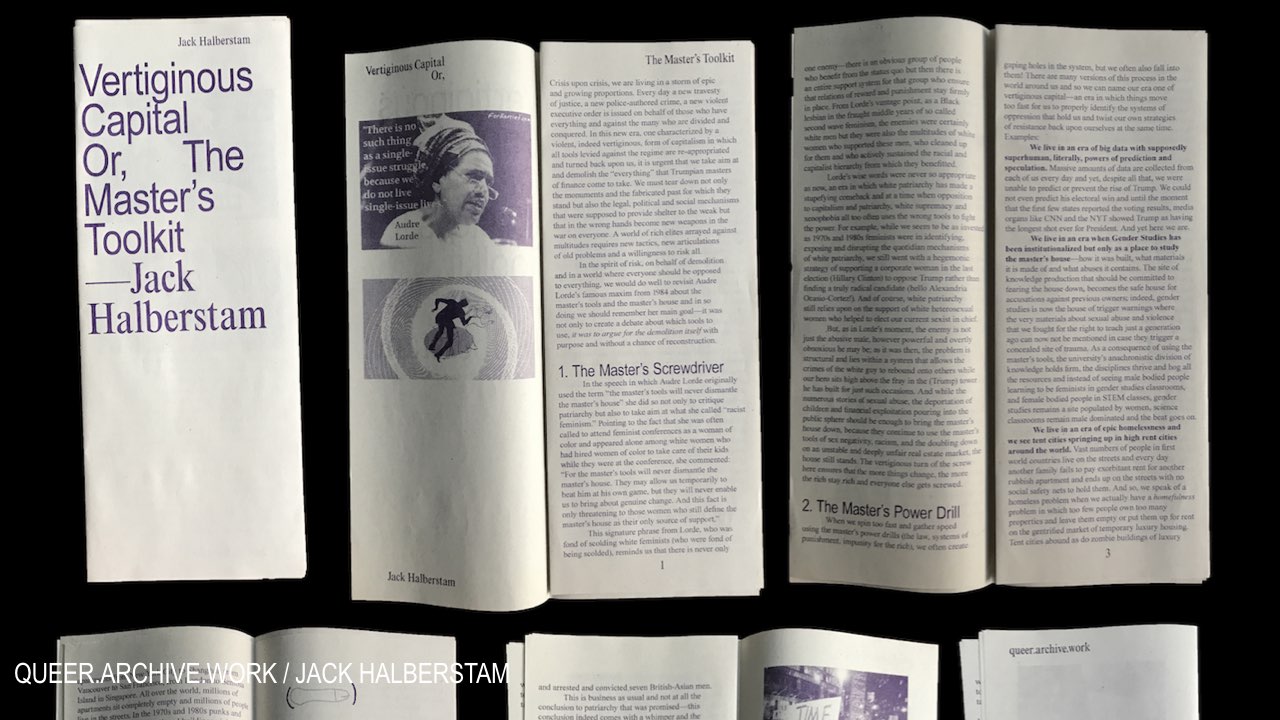 Jack Halberstam
Vertiginous
Capital
Or, The
Master's
Toolkit
—Jack
Halberstam
Vertiginous Capital
Or,
"There is no
such thing
as a single-
issue struggle
because we
do not live
single-issue liv
Audre
Lorde
Jack Halberstam
The Master's Toolkit
Crisis upon crisis, we are living in a storm of epic
and growing proportions. Every day a new travesty
of justice, a new police-authored crime, a new violent
executive order is issued on behalf of those who have
everything and against the many who are divided and
conquered. In this new era, one characterized by a
violent, indeed vertiginous, form of capitalism in which
all tools levied against the regime are re-appropriated
and turned back upon us, it is urgent that we take aim at
and demolish the "everything" that Trumpian masters
of finance come to take. We must tear down not only
the monuments and the fabricated past for which they
stand but also the legal, political and social mechanisms
that were supposed to provide shelter to the weak but
that in the wrong hands become new weapons in the
war on everyone. A world of rich elites arrayed against
multitudes requires new tactics, new articulations
of old problems and a willingness to risk all.
In the spirit of risk, on behalf of demolition
and in a world where everyone should be opposed
to everything, we would do well to revisit Audre
Lorde's famous maxim from 1984 about the
master's tools and the master's house and in so
doing we should remember her main goal—it was
not only to create a debate about which tools to
use, it was to argue for the demolition itself with
purpose and without a chance of reconstruction.
1. The Master's Screwdriver
In the speech in which Audre Lorde originally
used the term "the master's tools will never dismantle
the master's house" she did so not only to critique
patriarchy but also to take aim at what she called "racist
feminism." Pointing to the fact that she was often
called to attend feminist conferences as a woman of
color and appeared alone among white women who
had hired women of color to take care of their kids
while they were at the conference, she commented:
"For the master's tools will never dismantle the
master's house. They may allow us temporarily to
beat him at his own game, but they will never enable
us to bring about genuine change. And this fact is
only threatening to those women who still define the
master's house as their only source of support."
This signature phrase from Lorde, who was
fond of scolding white feminists (who were fond of
being scolded), reminds us that there is never only
1
one enemy—there is an obvious group of people
who benefit from the status quo but then there is
an entire support system for that group who ensure
that relations of reward and punishment stay firmly
in place. From Lorde's vantage point, as a Black
lesbian in the fraught middle years of so called
second wave feminism, the enemies were certainly
white men but they were also the multitudes of white
women who supported these men, who cleaned up
for them and who actively sustained the racial and
capitalist hierarchy from which they benefitted.
Lorde's wise words were never so appropriate
as now, an era in which white patriarchy has made a
stupefying comeback and at a time when opposition
to capitalism and patriarchy, white supremacy and
xenophobia all too often uses the wrong tools to fight
the power. For example, while we seem to be as invested
as 1970s and 1980s feminists were in identifying,
exposing and disrupting the quotidian mechanisms
of white patriarchy, we still went with a hegemonic
strategy of supporting a corporate woman in the last
election (Hillary Clinton) to oppose Trump rather than
finding a truly radical candidate (hello Alexandria
Ocasio-Cortez!). And of course, white patriarchy
still relies upon on the support of white heterosexual
women who helped to elect our current sexist in chief.
But, as in Lorde's moment, the enemy is not
just the abusive male, however powerful and overtly
obnoxious he may be; as it was then, the problem is
structural and lies within a system that allows the
crimes of the white guy to rebound onto others while
our hero sits high above the fray in the (Trump) tower
he has built for just such occasions. And while the
numerous stories of sexual abuse, the deportation of
children and financial exploitation pouring into the
public sphere should be enough to bring the master's
house down, because they continue to use the master's
tools of sex negativity, racism, and the doubling down
on an unstable and deeply unfair real estate market, the
house still stands. The vertiginous turn of the screw
here ensures that the more things change, the more
the rich stay rich and everyone else gets screwed.
2. The Master's Power Drill
When we spin too fast and gather speed
using the master's power drills (the law, systems of
punishment, impunity for the rich), we often create
gaping holes in the system, but we often also fall into
them! There are many versions of this process in the
world around us and so we can name our era one of
vertiginous capital—an era in which things move
too fast for us to properly identify the systems of
oppression that hold us and twist our own strategies
of resistance back upon ourselves at the same time.
Examples:
We live in an era of big data with supposedly
superhuman, literally, powers of prediction and
speculation. Massive amounts of data are collected from
each of us every day and yet, despite all that, we were
unable to predict or prevent the rise of Trump. We could
not even predict his electoral win and until the moment
that the first few states reported the voting results, media
organs like CNN and the NYT showed Trump as having
the longest shot ever for President. And yet here we are.
We live in an era when Gender Studies has
been institutionalized but only as a place to study
the master's house—how it was built, what materials
it is made of and what abuses it contains. The site of
knowledge production that should be committed to
tearing the house down, becomes the safe house for
accusations against previous owners; indeed, gender
studies is now the house of trigger warnings where
the very materials about sexual abuse and violence
that we fought for the right to teach just a generation
ago can now not be mentioned in case they trigger a
concealed site of trauma. As a consequence of using the
master's tools, the university's anachronistic division of
knowledge holds firm, the disciplines thrive and hog all
the resources and instead of seeing male bodied people
learning to be feminists in gender studies classrooms,
and female bodied people in STEM classes, gender
studies remains a site populated by women, science
classrooms remain male dominated and the beat goes on.
We live in an era of epic homelessness and
we see tent cities springing up in high rent cities
around the world. Vast numbers of people in first
world countries live on the streets and every day
another family fails to pay exorbitant rent for another
rubbish apartment and ends up on the streets with no
social safety nets to hold them. And so, we speak of a
homeless problem when we actually have a homefulness
problem in which too few people own too many
properties and leave them empty or put them up for rent
on the gentrified market of temporary luxury housing.
Tent cities abound as do zombie buildings of luxury
3
Vancouver to San
Island in Singapore. All over the world, millions of
apartments sit completely empty and millions of people
live in the streets. In the 1970s and 1980s punks and
QUEER.ARCHIVE.WORK / JACK HALBERSTAM
and arrested and convicted seven British-Asian men.
This is business as usual and not at all the
conclusion to patriarchy that was promised—this
conclusion indeed comes with a whimper and the
TIME
queer.archive.work